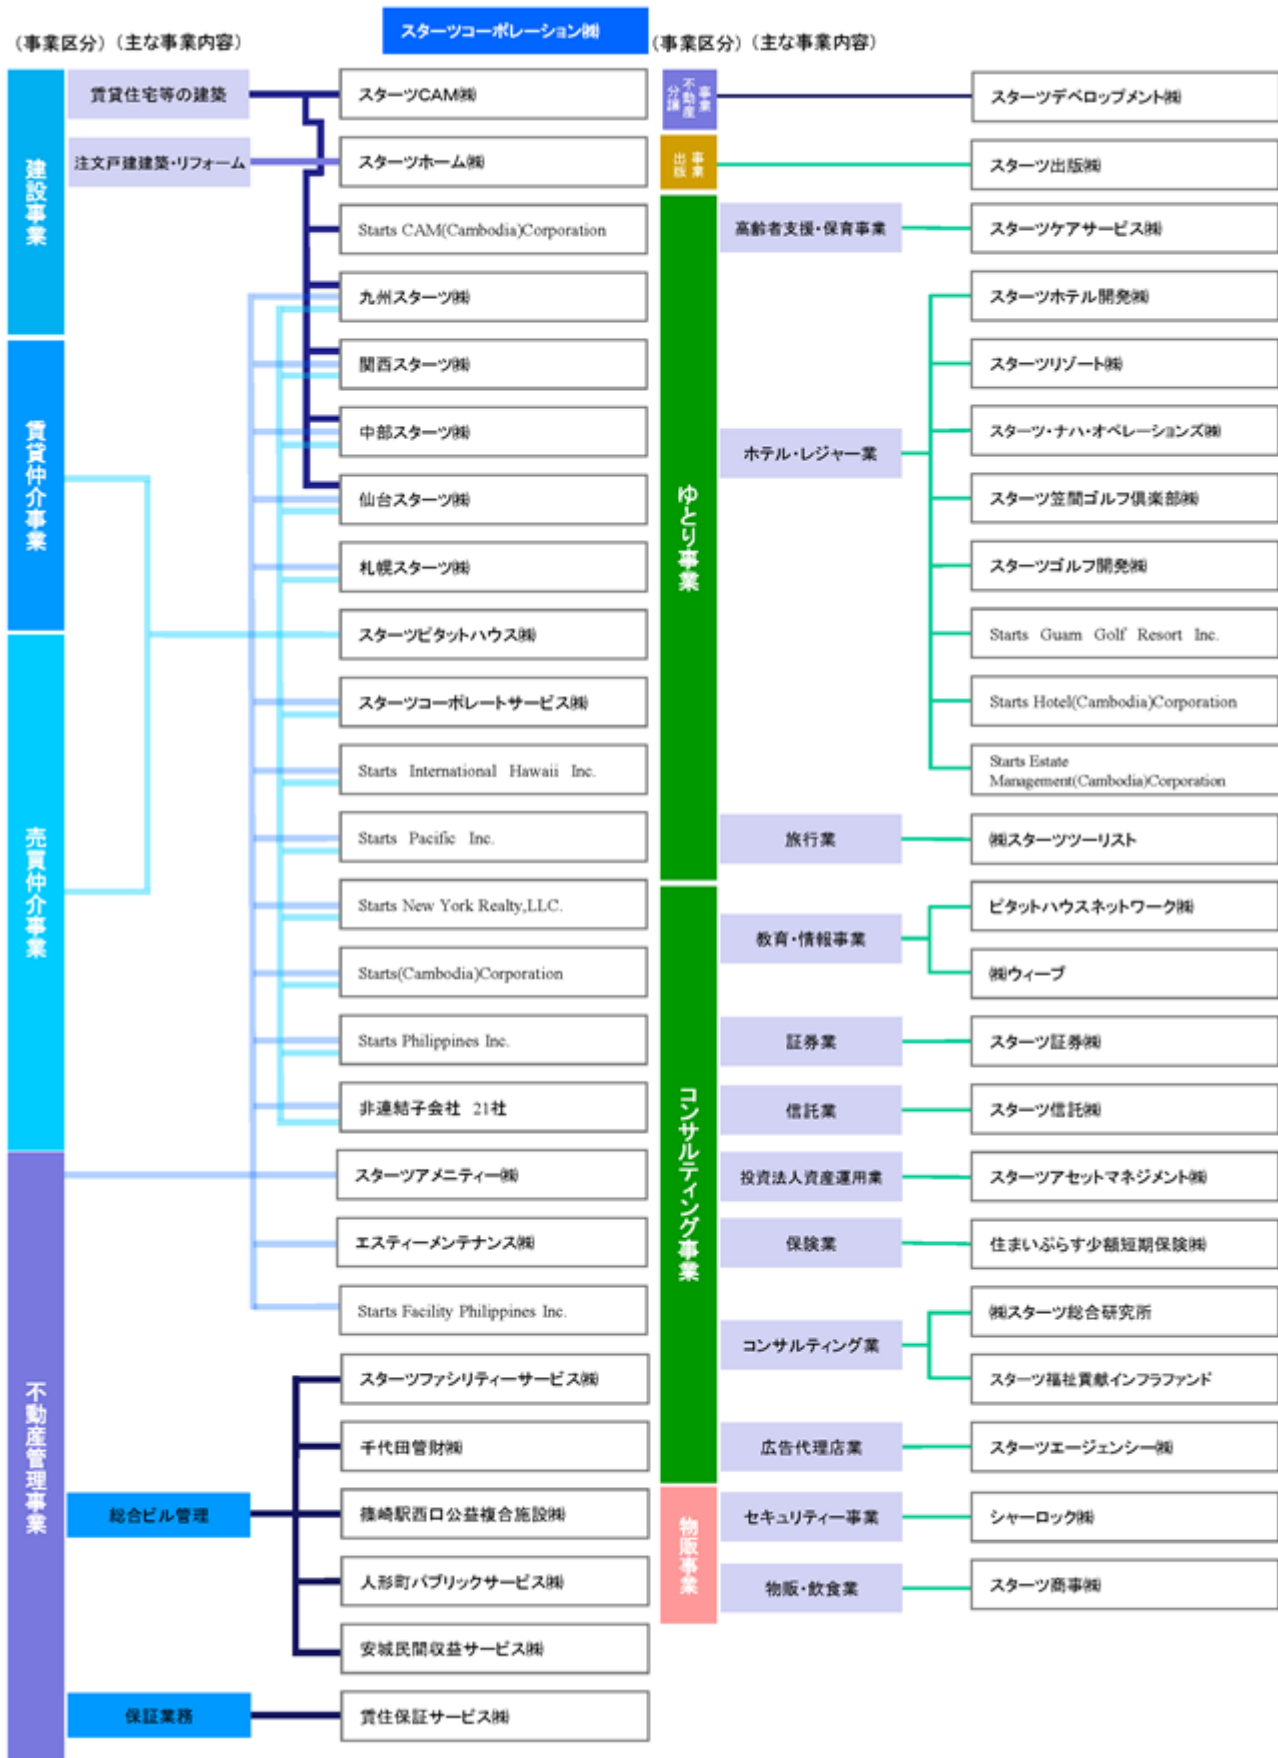 スターツコーポレーション㈱
(事業区分)(主な事業内容)
建設事業
賃貸住宅等の建築
スターツCAM㈱
注文戸建建築・リフォーム
スターツホーム㈱
Starts CAM(Cambodia)Corporation
九州スターツ㈱
賃貸仲介事業
関西スターツ㈱
中部スターツ㈱
仙台スターツ㈱
札幌スターツ㈱
売買仲介事業
スターツピタットハウス㈱
スターツコーポレートサービス㈱
Starts International Hawaii Inc.
Starts Pacific Inc.
Starts New York Realty,LLC.
Starts(Cambodia)Corporation
Starts Philippines Inc.
非連結子会社 21社
不動産管理事業
スターツアメニティー㈱
エスティーメンテナンス㈱
Starts Facility Philippines Inc.
スターツファシリティーサービス㈱
千代田管財㈱
総合ビル管理
篠崎駅西口公益複合施設㈱
人形町パブリックサービス㈱
安城民間収益サービス㈱
保証業務
賃住保証サービス㈱
(事業区分)(主な事業内容)
不動産分譲事業
スターツデベロップメント㈱
出版事業
スターツ出版㈱
ゆとり事業
高齢者支援・保育事業
スターツケアサービス㈱
スターツホテル開発㈱
スターツリゾート㈱
スターツ・ナハ・オペレーションズ㈱
ホテル・レジャー業
スターツ笠間ゴルフ倶楽部㈱
スターツゴルフ開発㈱
Starts Guam Golf Resort Inc.
Starts Hotel(Cambodia)Corporation
Starts Estate
Management(Cambodia)Corporation
旅行業
㈱スターツツーリスト
コンサルティング事業
教育・情報事業
ピタットハウスネットワーク㈱
㈱ウィーブ
証券業
スターツ証券㈱
信託業
スターツ信託㈱
投資法人資産運用業
スターツアセットマネジメント㈱
保険業
住まいぷらす少額短期保険㈱
コンサルティング業
㈱スターツ総合研究所
スターツ福祉貢献インフラファンド
広告代理店業
スターツエージェンシー㈱
物販事業
セキュリティー事業
シャーロック㈱
物販・飲食業
スターツ商事㈱